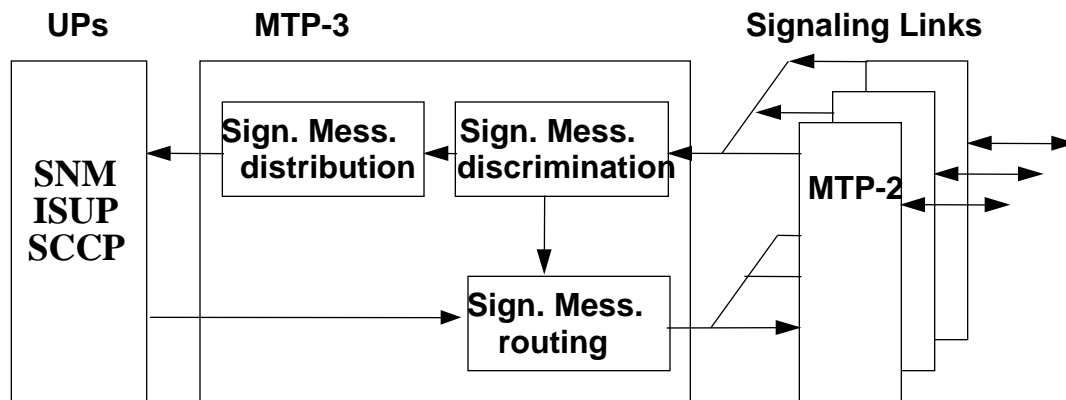 UPs
MTP-3
Signaling Links
Sign. Mess.
distribution
Sign. Mess.
discrimination
SNM
ISUP
SCCP
MTP-2
Sign. Mess.
routing